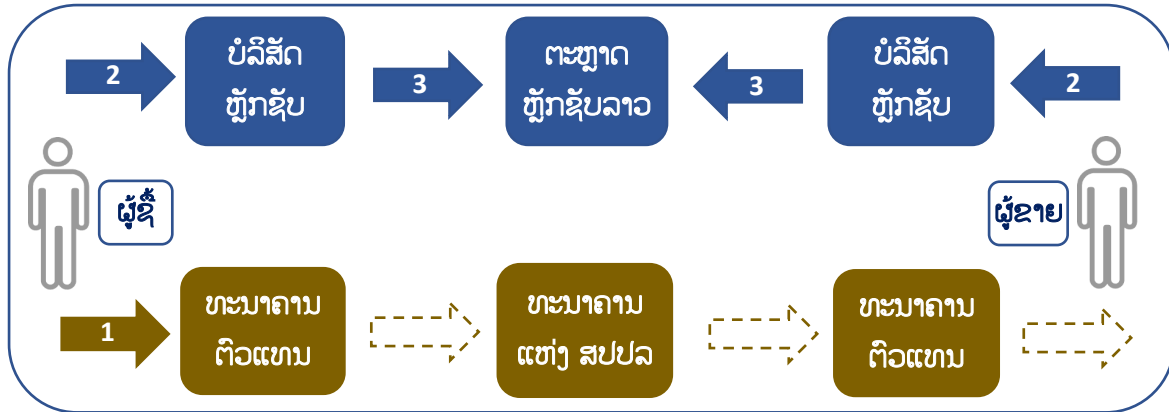 2
ບໍລິສັດ
ຫຼັກຊັບ
3
ຕະຫຼາດ
ຫຼັກຊັບລາວ
3
ບໍລິສັດ
ຫຼັກຊັບ
2
ຜູ້ຊື້
ຜູ້ຂາຍ
1
ທະນາຄານ
ຕົວແທນ
ທະນາຄານ
ແຫ່ງ ສປປລ
ທະນາຄານ
ຕົວແທນ